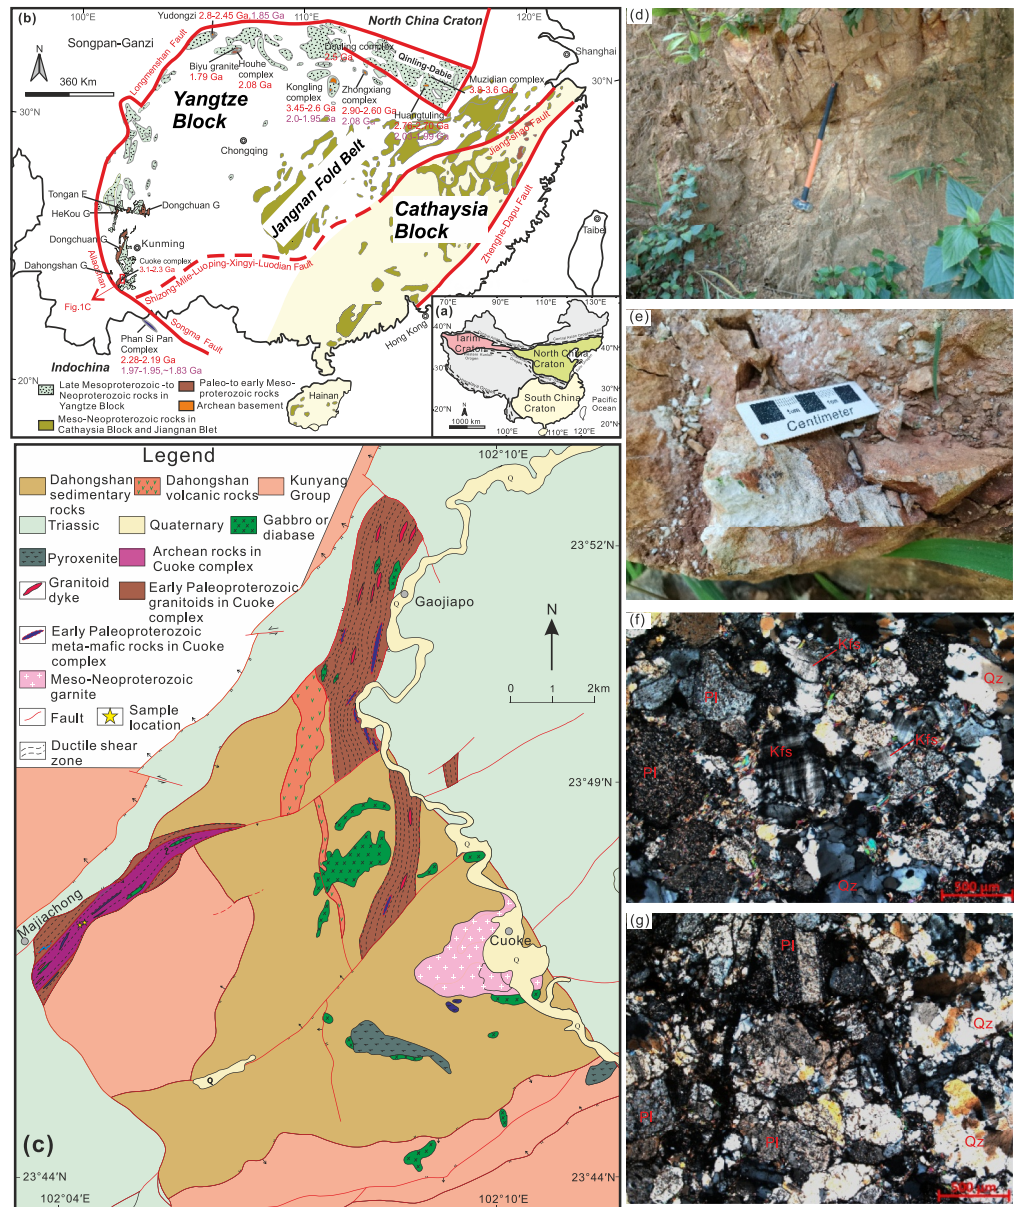 (b)
100°E
110°E
120°E
North China Craton
Yudongzi 2.8-2.45 Ga,1.85 Ga
Songpan-Ganzi
N
360 Km
Longmenshan Fault
Biyu granite
1.79 Ga
Houhe
complex
2.08 Ga
Qinling-Dabie
Shanghai
30°N
Kongling
complex
3.45-2.6 Ga
2.0-1.95 Ga
Zhongxiang
complex
2.90-2.60 Ga
2.08 Ga
Muzidian complex
3.8-3.6 Ga
Huangtuling
30°N
Yangtze
Block
Chongqing
Jiang-shao Fault
Jiangnan Fold Belt
Cathaysia
Block
Zhenghe-Dapu Fault
Taibei
Tongan E
HeKou G
Dongchuan G
Dongchuan G
Kunming
Dahongshan G
Cuoke complex
3.1-2.3 Ga
Ailaoshan
Fig.1C
Shizong-Mile-Luoping-Xingyi-Luodian Fault
Songma Fault
Hong Kong
Phan Si Pan
Complex
2.28-2.19 Ga
1.97-1.95,~1.83 Ga
Indochina
20°N
Hainan
Late Mesoproterozoic -to
Neoproterozoic rocks in
Yangtze Block
Paleo-to early Meso-
proterozoic rocks
Archean basement
Meso-Neoproterozoic rocks in
Cathaysia Block and Jiangnan Blet
(a)
70°E
90°E
110°E
130°E
40°N
40°N
Tarim
Craton
North China
Craton
30°N
30°N
South China
Craton
Pacific
Ocean
20°N
20°N
N
1000 km
100°E
110°E
120°E
Legend
Dahongshan
sedimentary
rocks
Dahongshan
volcanic rocks
Kunyang
Group
Triassic
Quaternary
Gabbro or
diabase
Pyroxenite
Archean rocks in
Cuoke complex
Granitoid
dyke
Early Paleoproterozoic
granitoids in Cuoke
complex
Early Paleoproterozoic
meta-mafic rocks in Cuoke
complex
Meso-Neoproterozoic
garnite
Fault
Sample
location
Ductile shear
zone
102°10′E
Q
23°52′N
Q
Gaojiapo
N
0 1 2km
23°49′N
Q
Majiachong
Cuoke
Q
Q
Q
(c)
23°44′N
23°44′N
102°04′E
102°10′E
(d)
(e)
1cm
Centimeter
(f)
Kfs
Pl
Qz
Kfs
Kfs
Pl
Qz
500 μm
(g)
Pl
Qz
Pl
Pl
Qz
500 μm